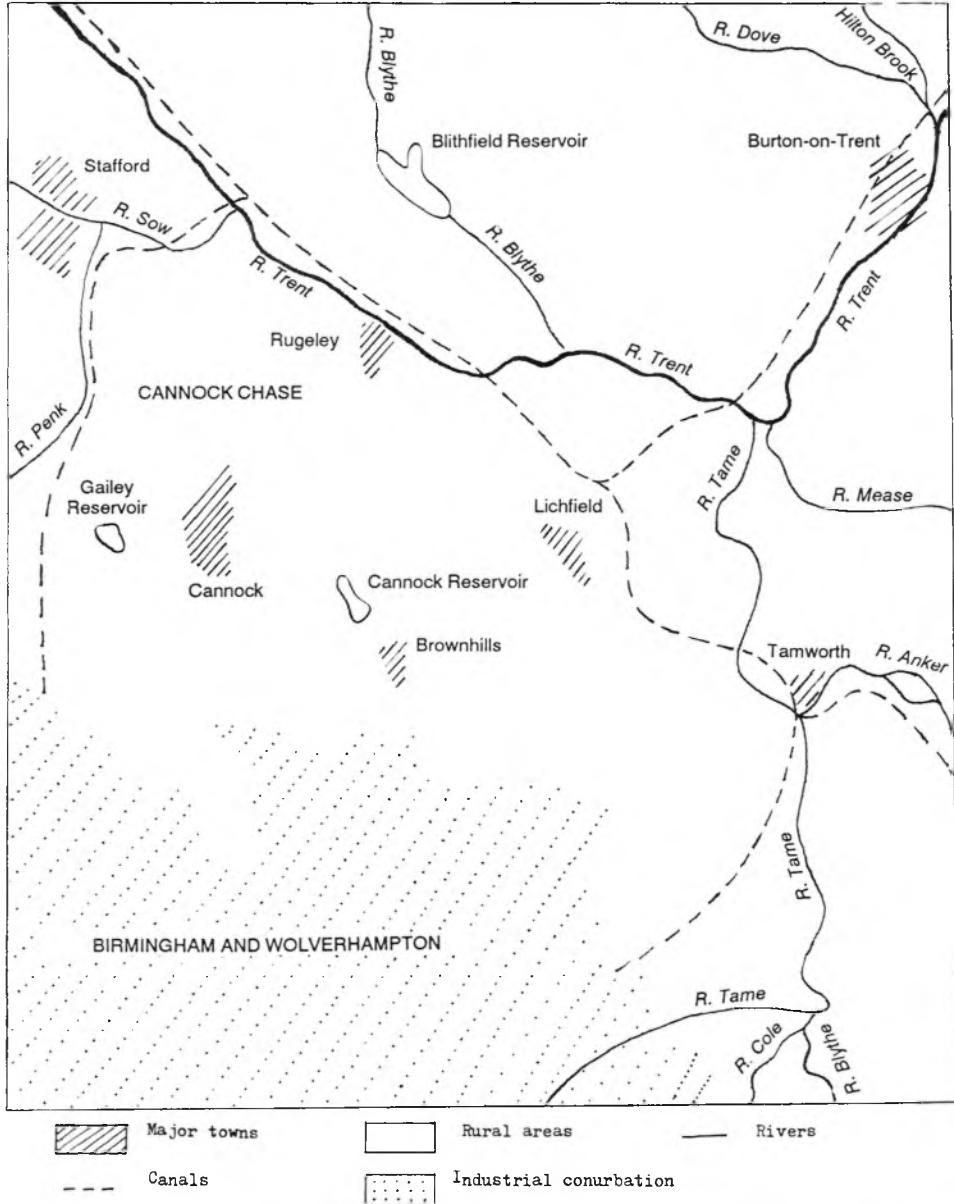 R. Blythe
R. Dove
Hilton Brook
Blithfield Reservoir
Burton-on-Trent
Stafford
R. Sow
R. Trent
R. Blythe
R. Trent
Rugeley
R. Trent
CANNOCK CHASE
R. Penk
Gailey
Reservoir
R. Tame
R. Mease
Lichfield
Cannock
Cannock Reservoir
Brownhills
Tamworth
R. Anker
R. Tame
BIRMINGHAM AND WOLVERHAMPTON
R. Tame
R. Cole
R. Blythe
Major towns
Rural areas
Rivers
Canals
Industrial conurbation